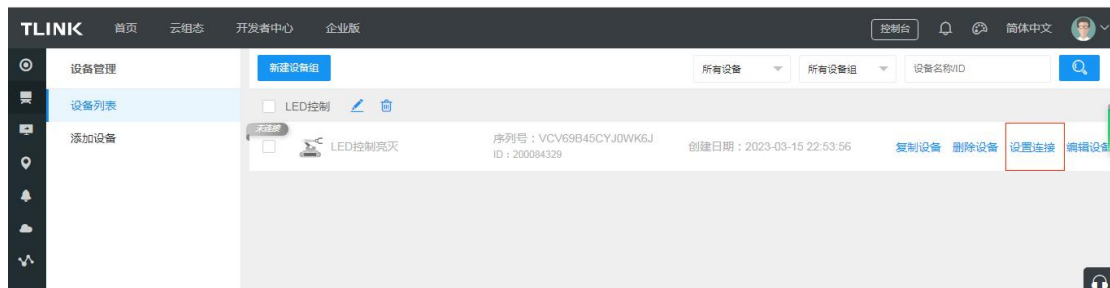 TLINK 首页 云组态 开发者中心 企业版 控制台 简体中文
设备管理 新建设备组 所有设备 所有设备组 设备名称/ID
设备列表 LED控制
添加设备 未连接 LED控制亮灭 序列号：VCV69B45CYJ0WK6J 创建日期：2023-03-15 22:53:56 复制设备 删除设备 设置连接 编辑设备
ID：200084329